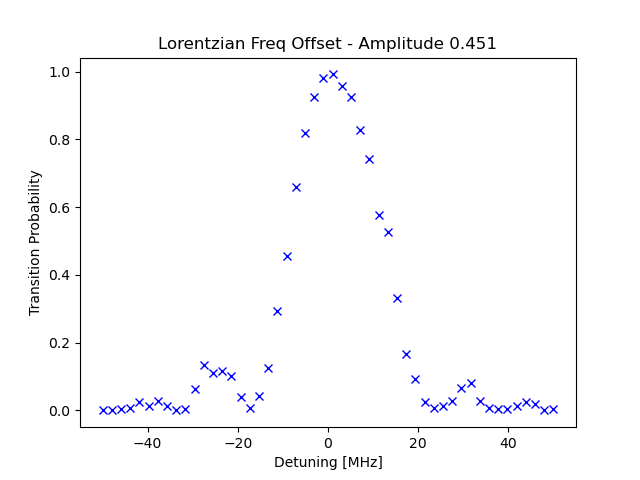 Lorentzian Freq Offset - Amplitude 0.451
Transition Probability
1.0
0.8
0.6
0.4
0.2
0.0
−40 −20 0 20 40
Detuning [MHz]